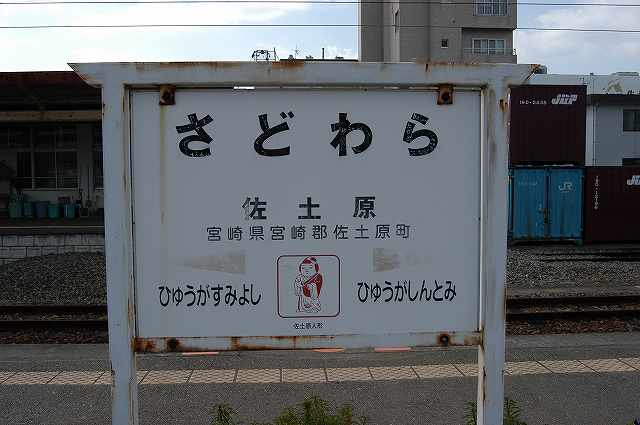 さどわら
佐土原
宮崎県宮崎郡佐土原町
ひゅうがすみよし
ひゅうがしんとみ
佐土原人形
JR